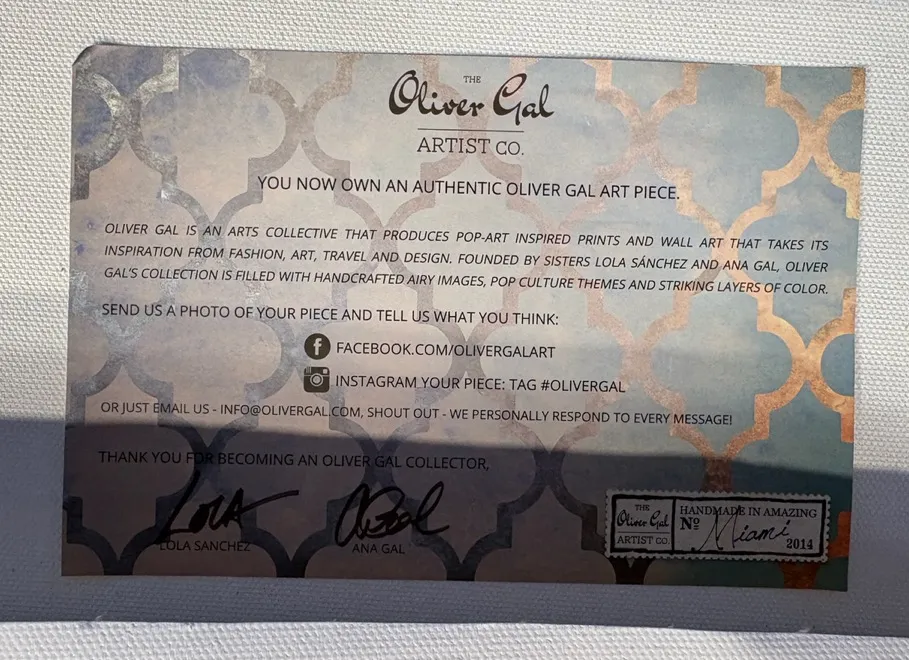 THE
Oliver Gal
ARTIST CO.
YOU NOW OWN AN AUTHENTIC OLIVER GAL ART PIECE.
OLIVER GAL IS AN ARTS COLLECTIVE THAT PRODUCES POP-ART INSPIRED PRINTS AND WALL ART THAT TAKES ITS
INSPIRATION FROM FASHION, ART, TRAVEL AND DESIGN. FOUNDED BY SISTERS LOLA SÁNCHEZ AND ANA GAL, OLIVER
GAL'S COLLECTION IS FILLED WITH HANDCRAFTED AIRY IMAGES, POP CULTURE THEMES AND STRIKING LAYERS OF COLOR.
SEND US A PHOTO OF YOUR PIECE AND TELL US WHAT YOU THINK:
f FACEBOOK.COM/OLIVERGALART
INSTAGRAM YOUR PIECE: TAG #OLIVERGAL
OR JUST EMAIL US - INFO@OLIVERGAL.COM, SHOUT OUT - WE PERSONALLY RESPOND TO EVERY MESSAGE!
THANK YOU FOR BECOMING AN OLIVER GAL COLLECTOR,
LOLA
LOLA SANCHEZ
ANA GAL
THE
Oliver Gal
ARTIST CO.
HANDMADE IN AMAZING
Nº Miami
2014